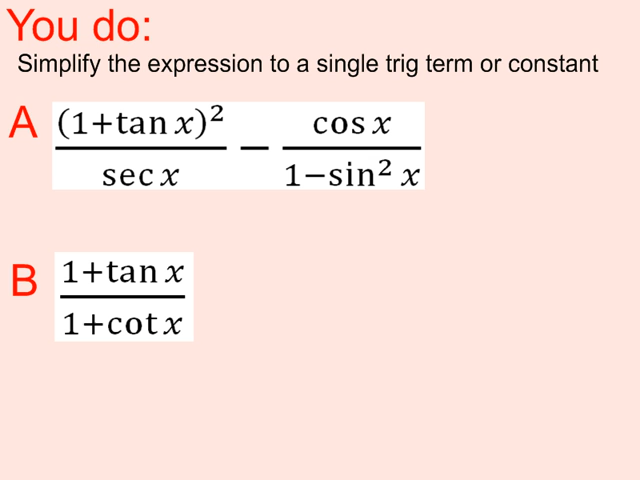 You do:
Simplify the expression to a single trig term or constant
A (1+tan x)² / sec x − cos x / 1−sin² x
B 1+tan x / 1+cot x